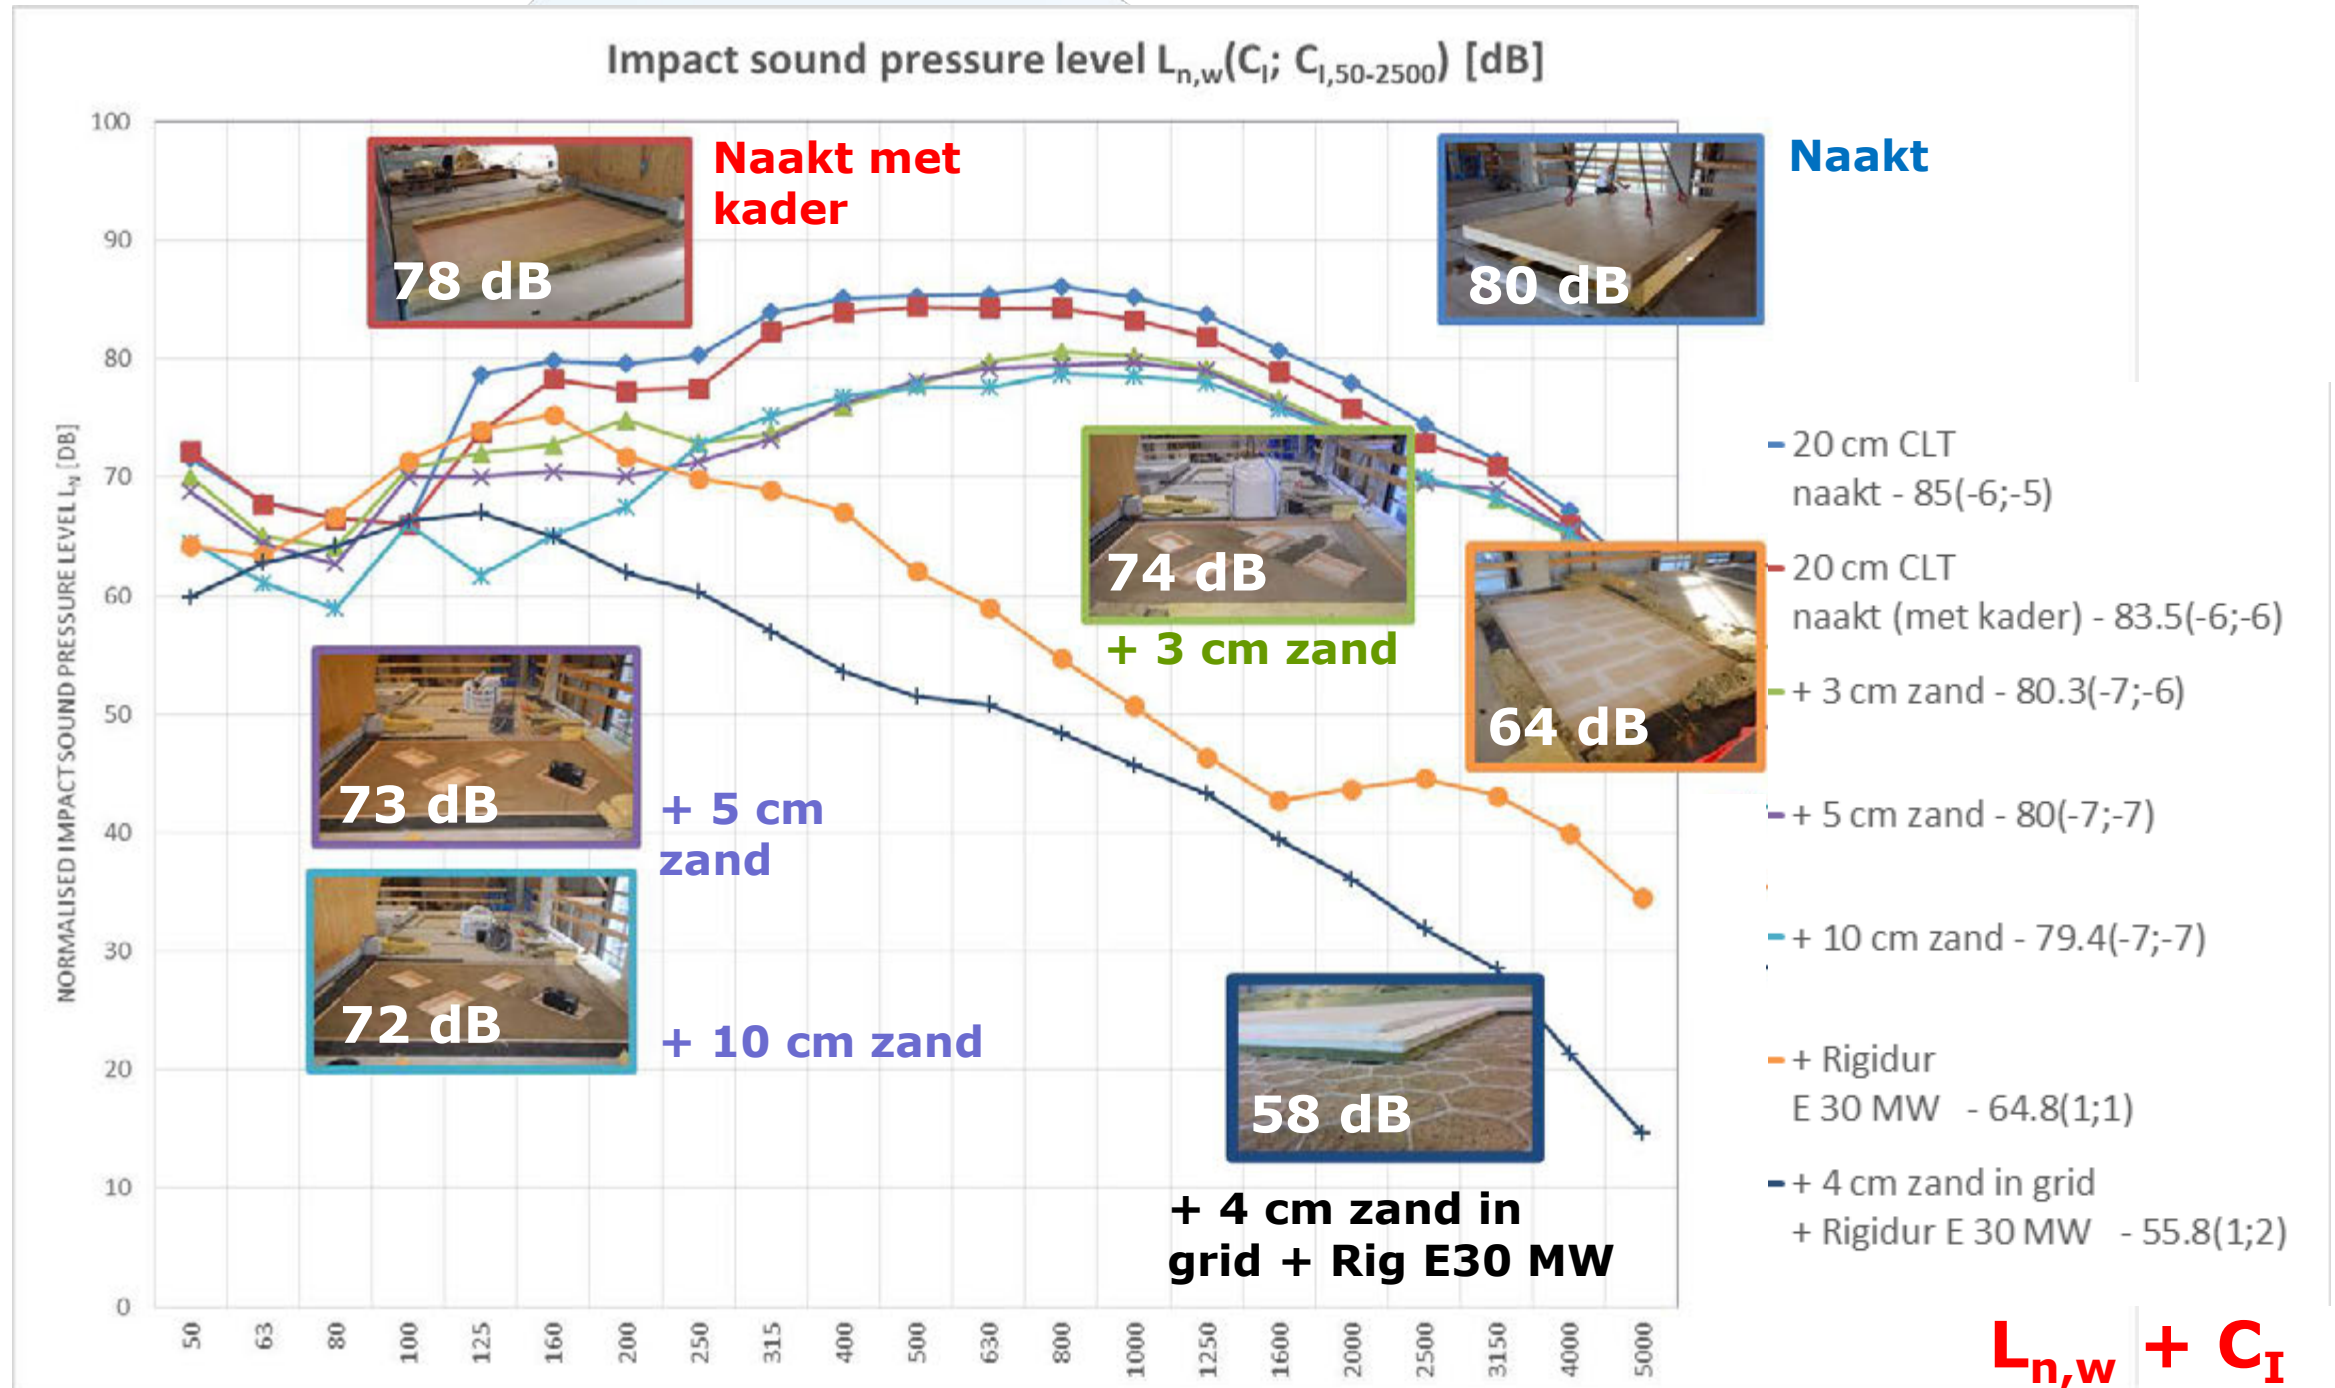 Impact sound pressure level Ln,w(CI; CI,50-2500) [dB]
NORMALISED IMPACT SOUND PRESSURE LEVEL LN [DB]
100
90
80
70
60
50
40
30
20
10
0
50 63 80 100 125 160 200 250 315 400 500 630 800 1000 1250 1600 2000 2500 3150 4000 5000
Naakt met
kader
78 dB
Naakt
80 dB
74 dB
+ 3 cm zand
64 dB
73 dB
+ 5 cm
zand
72 dB
+ 10 cm zand
58 dB
+ 4 cm zand in
grid + Rig E30 MW
20 cm CLT
naakt - 85(-6;-5)
20 cm CLT
naakt (met kader) - 83.5(-6;-6)
+ 3 cm zand - 80.3(-7;-6)
+ 5 cm zand - 80(-7;-7)
+ 10 cm zand - 79.4(-7;-7)
+ Rigidur
E 30 MW - 64.8(1;1)
+ 4 cm zand in grid
+ Rigidur E 30 MW - 55.8(1;2)
Ln,w + CI